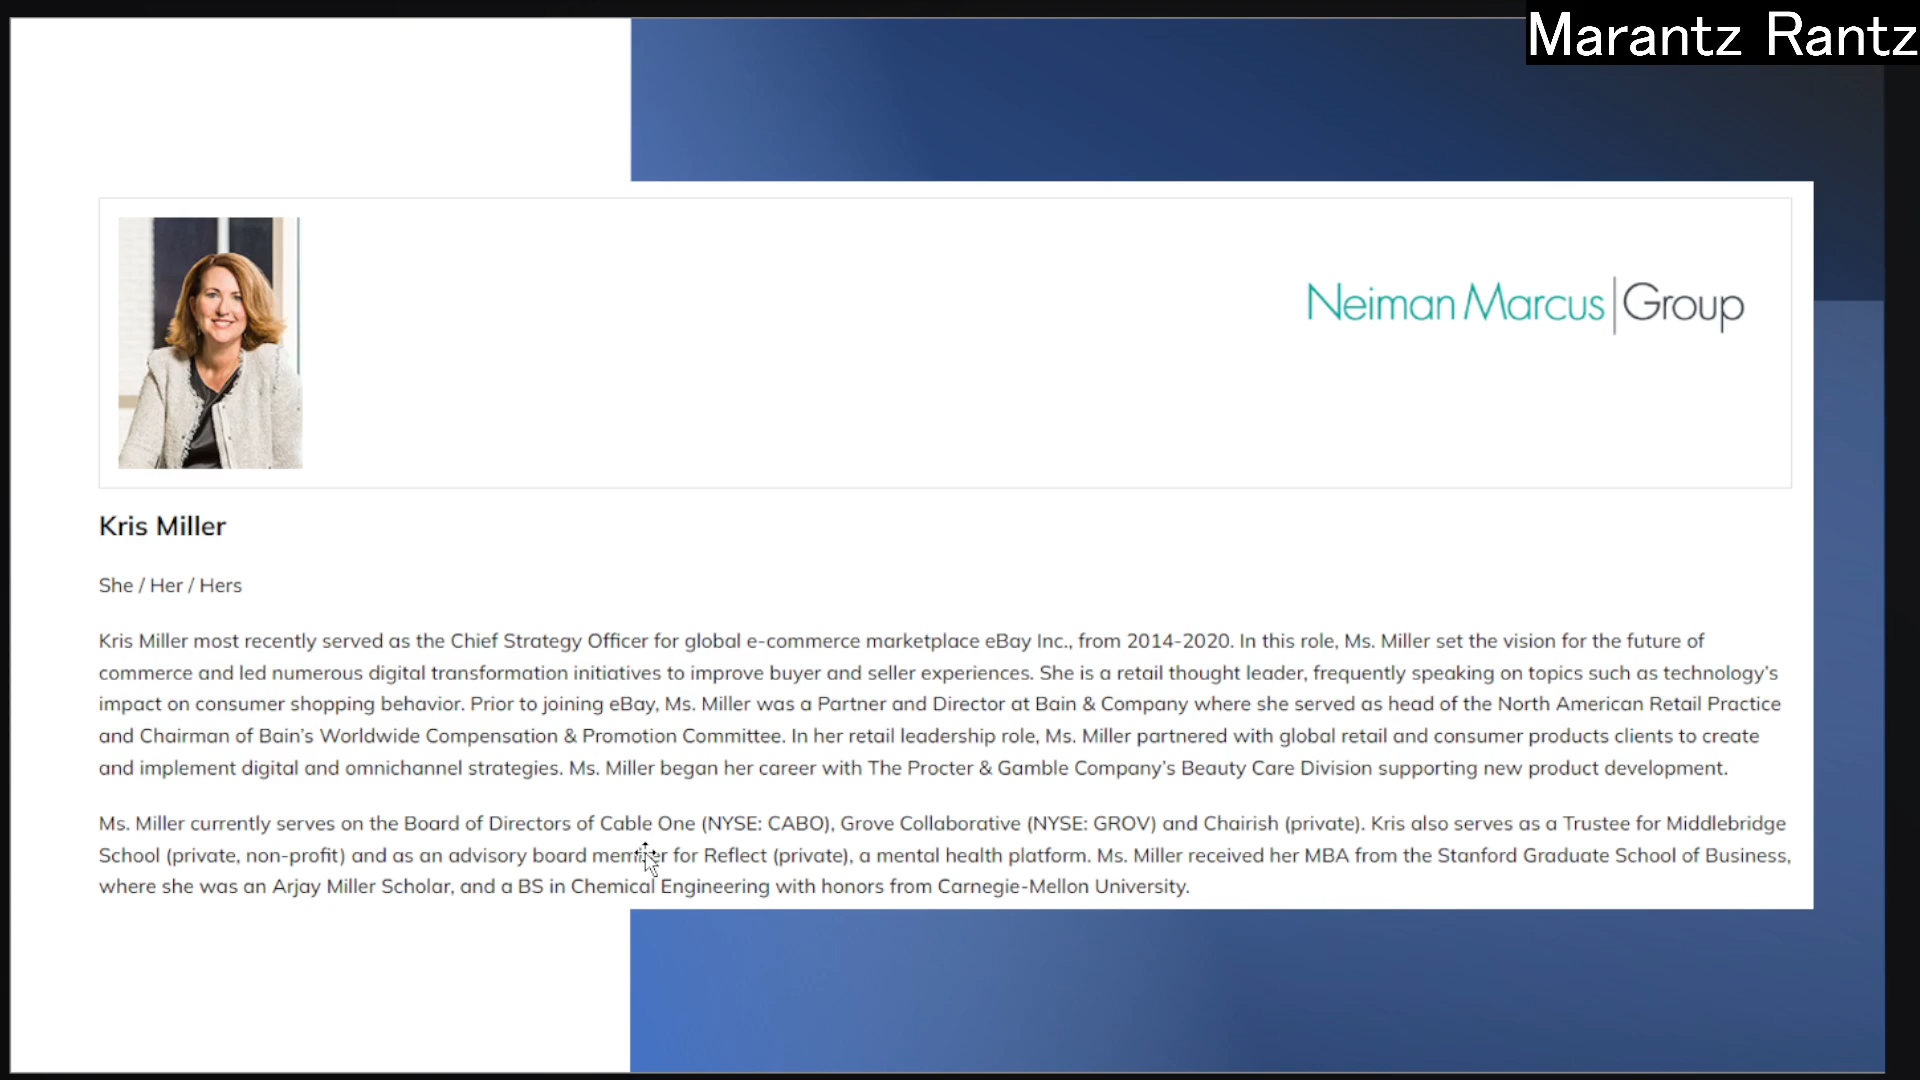 Marantz Rantz
Neiman Marcus | Group
Kris Miller
She / Her / Hers
Kris Miller most recently served as the Chief Strategy Officer for global e-commerce marketplace eBay Inc., from 2014-2020. In this role, Ms. Miller set the vision for the future of
commerce and led numerous digital transformation initiatives to improve buyer and seller experiences. She is a retail thought leader, frequently speaking on topics such as technology’s
impact on consumer shopping behavior. Prior to joining eBay, Ms. Miller was a Partner and Director at Bain & Company where she served as head of the North American Retail Practice
and Chairman of Bain’s Worldwide Compensation & Promotion Committee. In her retail leadership role, Ms. Miller partnered with global retail and consumer products clients to create
and implement digital and omnichannel strategies. Ms. Miller began her career with The Procter & Gamble Company’s Beauty Care Division supporting new product development.
Ms. Miller currently serves on the Board of Directors of Cable One (NYSE: CABO), Grove Collaborative (NYSE: GROV) and Chairish (private). Kris also serves as a Trustee for Middlebridge
School (private, non-profit) and as an advisory board member for Reflect (private), a mental health platform. Ms. Miller received her MBA from the Stanford Graduate School of Business,
where she was an Arjay Miller Scholar, and a BS in Chemical Engineering with honors from Carnegie-Mellon University.